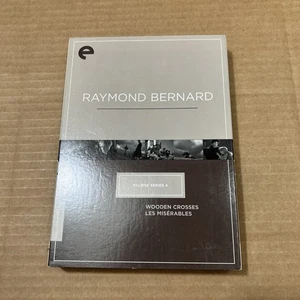 e
RAYMOND BERNARD
ECLIPSE SERIES 4
WOODEN CROSSES
LES MISÉRABLES